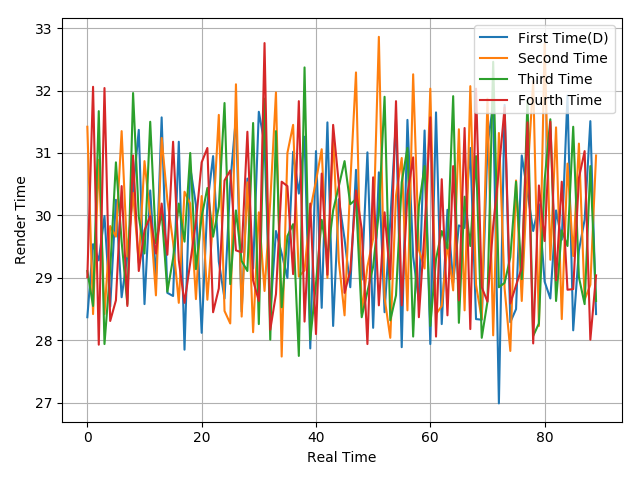 33
32
31
30
29
28
27
Render Time
0
20
40
60
80
Real Time
First Time(D)
Second Time
Third Time
Fourth Time